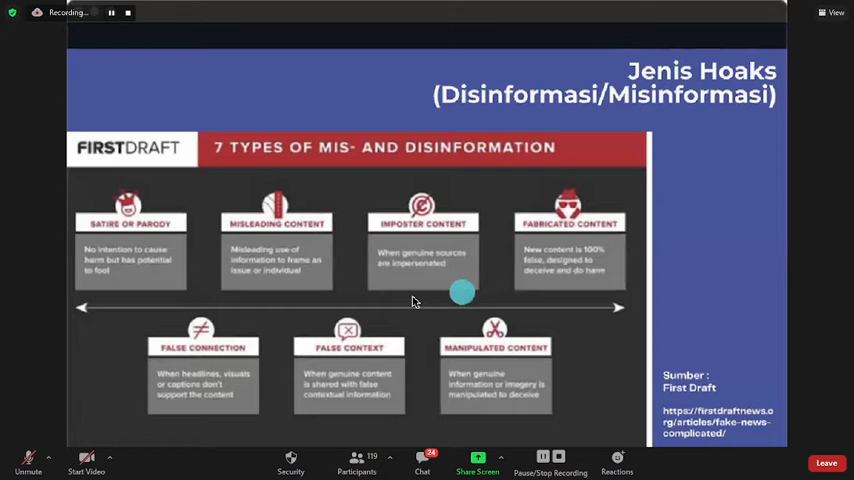 Recording...
View
Jenis Hoaks
(Disinformasi/Misinformasi)
FIRSTDRAFT
7 TYPES OF MIS- AND DISINFORMATION
SATIRE OR PARODY
No intention to cause
harm but has potential
to fool
MISLEADING CONTENT
Misleading use of
information to frame an
issue or individual
IMPOSTER CONTENT
When genuine sources
are impersonated
FABRICATED CONTENT
New content is 100%
false, designed to
deceive and do harm
FALSE CONNECTION
When headlines, visuals
or captions don't
support the content
FALSE CONTEXT
When genuine content
is shared with false
contextual information
MANIPULATED CONTENT
When genuine
information or imagery is
manipulated to deceive
Sumber :
First Draft
https://firstdraftnews.o
rg/articles/fake-news-
complicated/
Unmute
Start Video
Security
119
Participants
24
Chat
Share Screen
Pause/Stop Recording
Reactions
Leave